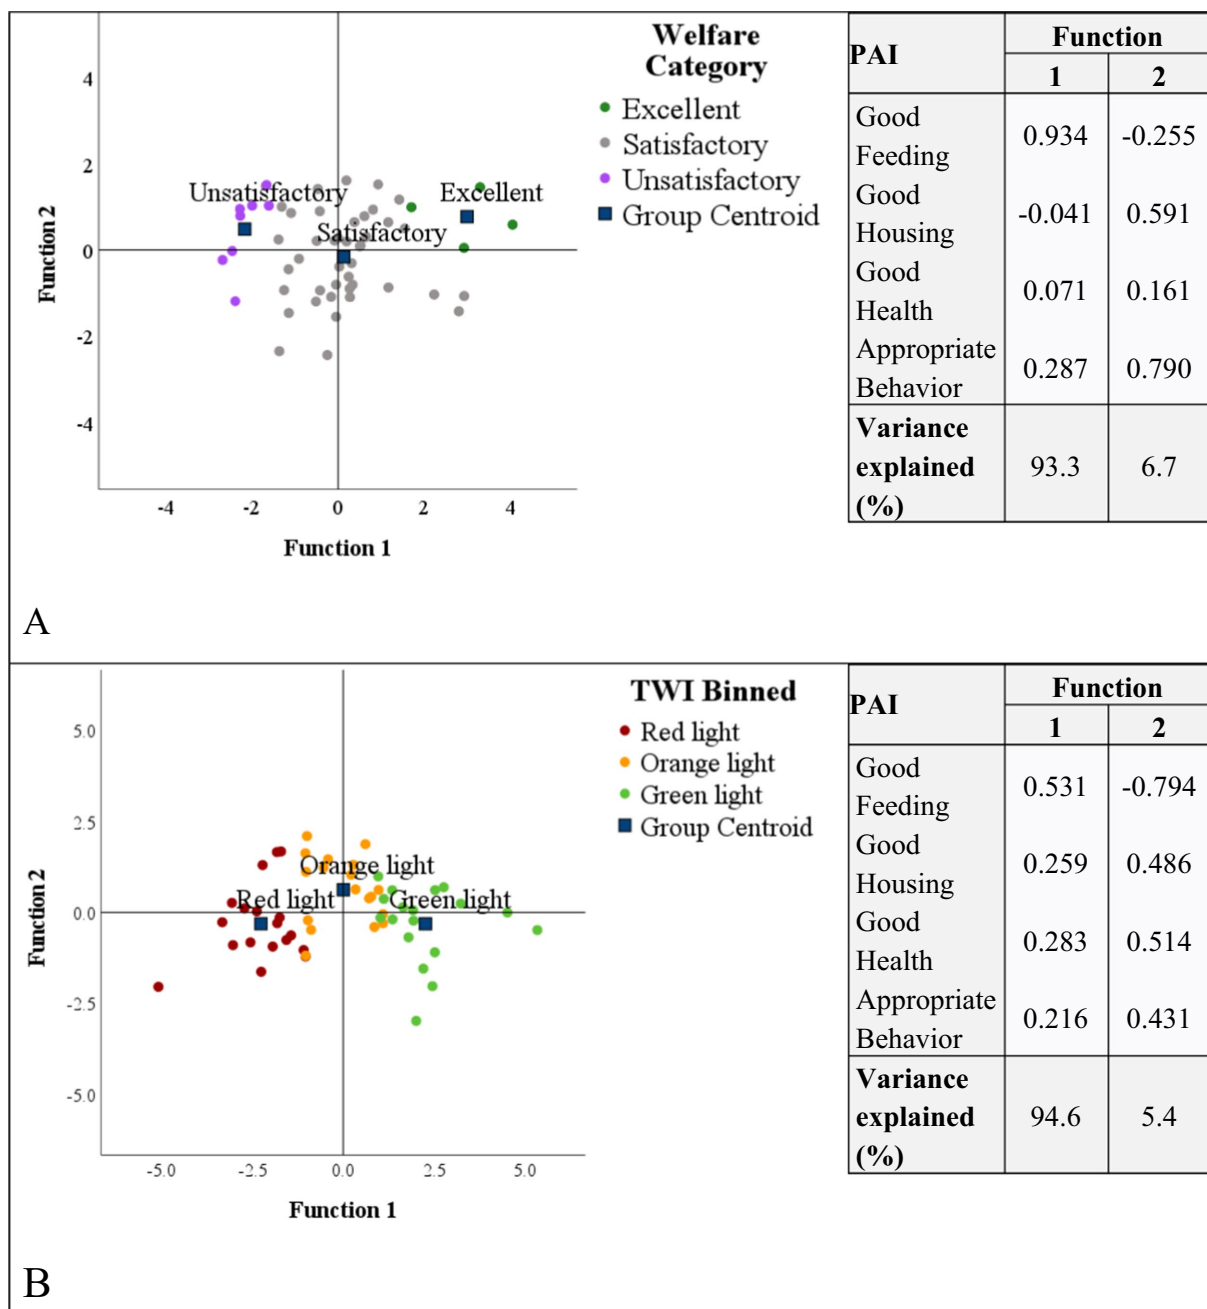 Welfare
Category
Excellent
Satisfactory
Unsatisfactory
Group Centroid
Unsatisfactory
Excellent
Satisfactory
4
2
0
-2
-4
Function 2
-4
-2
0
2
4
Function 1
PAI
Function
1
2
Good
Feeding
0.934
-0.255
Good
Housing
-0.041
0.591
Good
Health
0.071
0.161
Appropriate
Behavior
0.287
0.790
Variance
explained
(%)
93.3
6.7
A
TWI Binned
Red light
Orange light
Green light
Group Centroid
Orange light
Red light
Green light
5.0
2.5
0.0
-2.5
-5.0
Function 2
-5.0
-2.5
0.0
2.5
5.0
Function 1
PAI
Function
1
2
Good
Feeding
0.531
-0.794
Good
Housing
0.259
0.486
Good
Health
0.283
0.514
Appropriate
Behavior
0.216
0.431
Variance
explained
(%)
94.6
5.4
B